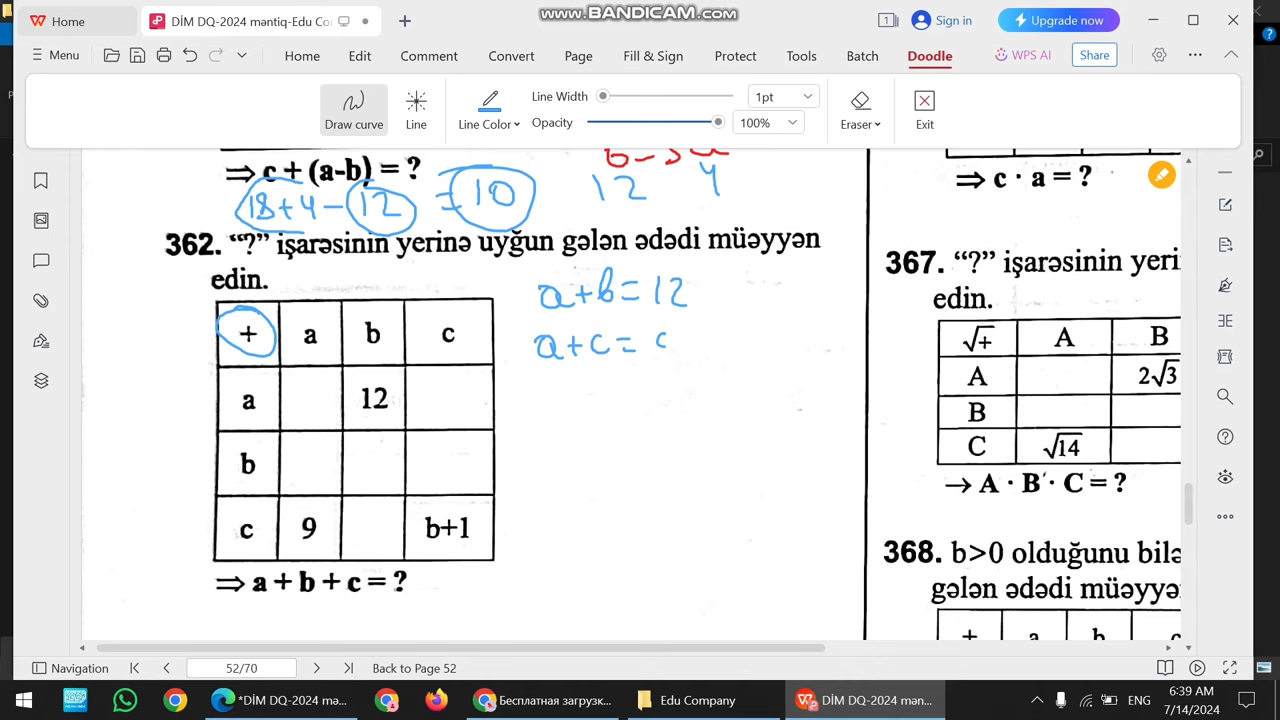 www.BANDICAM.com
Home
DİM DQ-2024 məntiq-Edu Cor
Sign in
Upgrade now
Menu
Home
Edit
Comment
Convert
Page
Fill & Sign
Protect
Tools
Batch
Doodle
WPS AI
Share
Draw curve
Line
Line Color
Line Width
1pt
Opacity
100%
Eraser
Exit
⇒ c + (a-b) = ?
18+4-12 = 10
12 4
362. “?” işarəsinin yerinə uyğun gələn ədədi müəyyən
edin.
a+b=12
a+c=
+ a b c
a 12
b
c 9 b+1
⇒ a + b + c = ?
⇒ c · a = ?
367. “?” işarəsinin yeri
edin.
√+ A B
A 2√3
B
C √14
→ A · B · C = ?
368. b>0 olduğunu bilə
gələn ədədi müəyyə
+ a b c
Navigation
52/70
Back to Page 52
*DİM DQ-2024 mə...
Бесплатная загрузк...
Edu Company
DİM DQ-2024 mən...
ENG
6:39 AM
7/14/2024